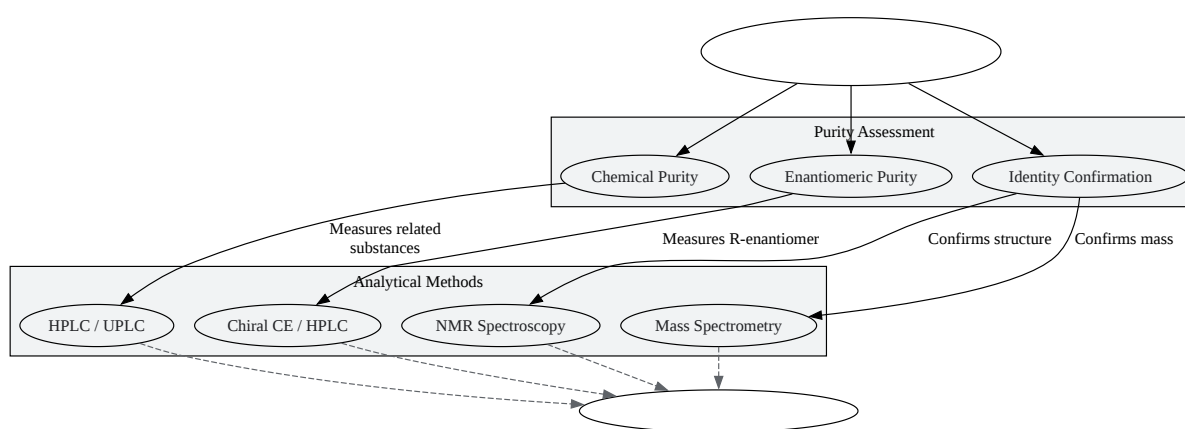 Purity Assessment
Chemical Purity
Enantiomeric Purity
Identity Confirmation
Measures related
substances
Measures R-enantiomer
Confirms structure
Confirms mass
Analytical Methods
HPLC / UPLC
Chiral CE / HPLC
NMR Spectroscopy
Mass Spectrometry